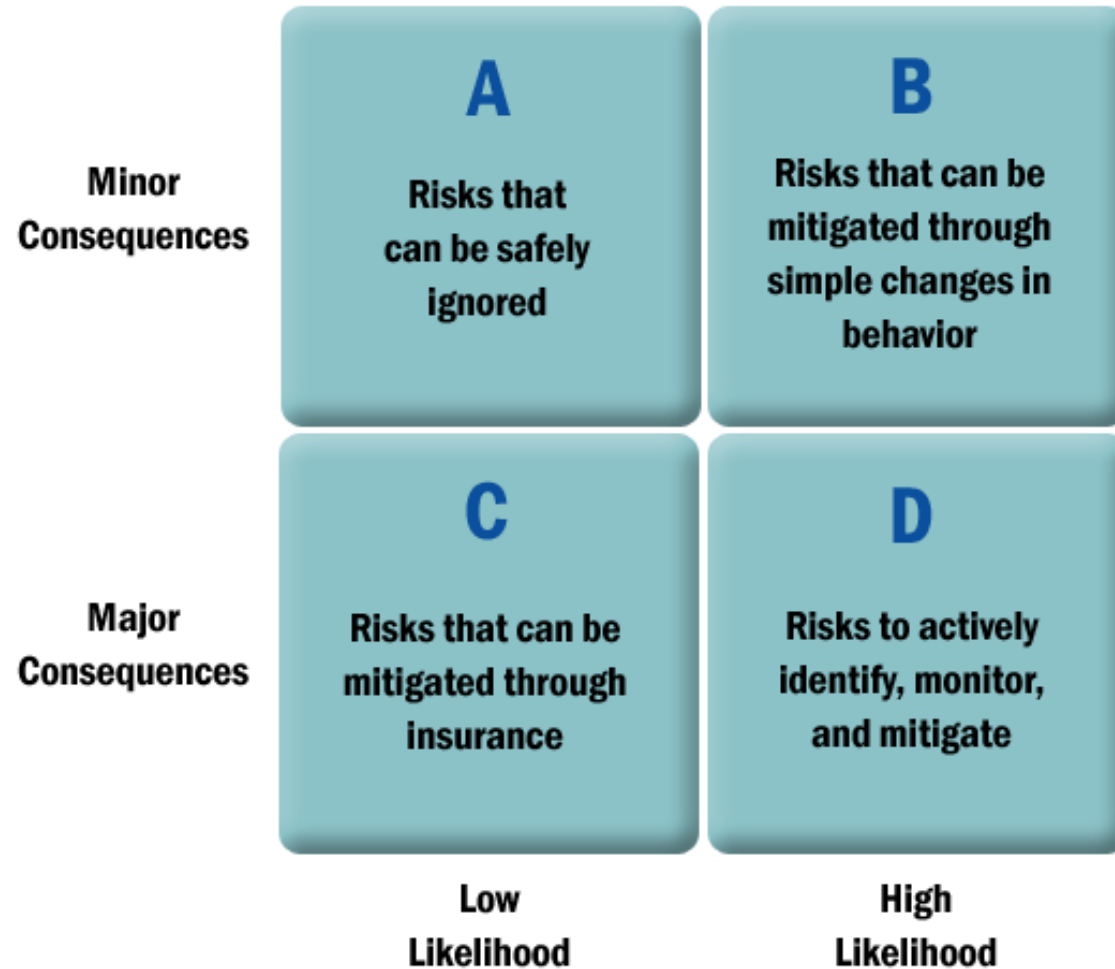 A
B
Minor
Consequences
Risks that
can be safely
ignored
Risks that can be
mitigated through
simple changes in
behavior
C
D
Major
Consequences
Risks that can be
mitigated through
insurance
Risks to actively
identify, monitor,
and mitigate
Low
Likelihood
High
Likelihood